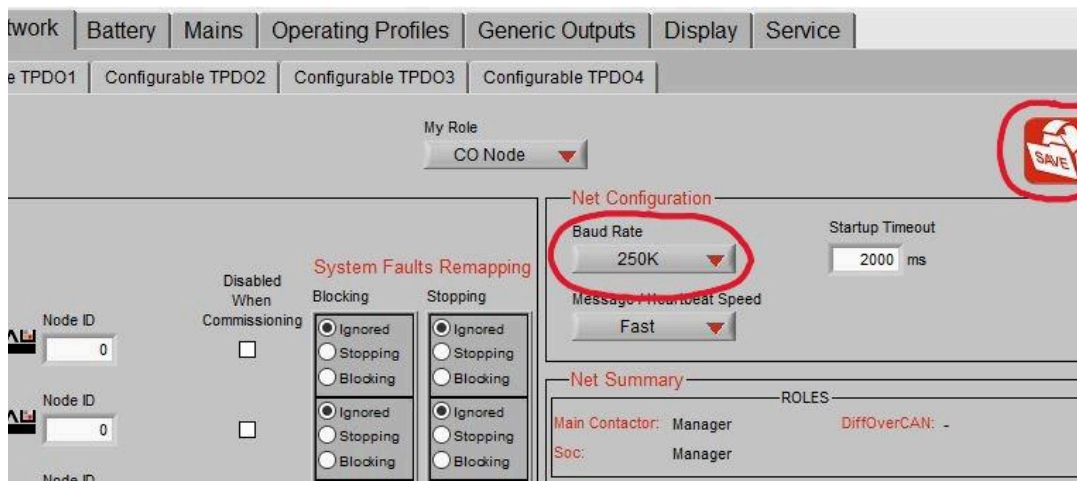 twork Battery Mains Operating Profiles Generic Outputs Display Service
e TPDO1 Configurable TPDO2 Configurable TPDO3 Configurable TPDO4
My Role
CO Node
SAVE
Net Configuration
Baud Rate
250K
Startup Timeout
2000 ms
Message / Heartbeat Speed
Fast
System Faults Remapping
Disabled
When
Commissioning
Blocking Stopping
Node ID
0
Ignored Ignored
Stopping Stopping
Blocking Blocking
Node ID
0
Ignored Ignored
Stopping Stopping
Blocking Blocking
Node ID
Net Summary
ROLES
Main Contactor: Manager DiffOverCAN: -
Soc: Manager